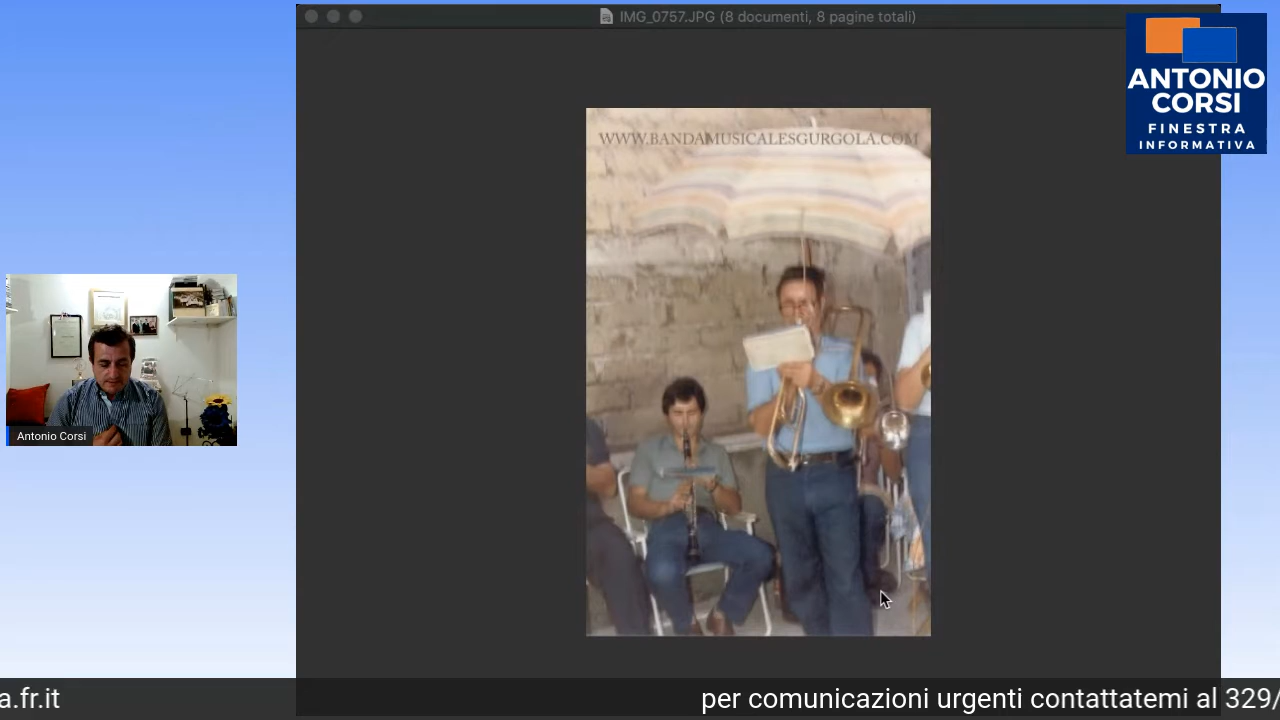 IMG_0757.JPG (8 documenti, 8 pagine totali)
ANTONIO
CORSI
FINESTRA
INFORMATIVA
WWW.BANDAMUSICALESGURGOLA.COM
Antonio Corsi
a.fr.it
per comunicazioni urgenti contattatemi al 329/